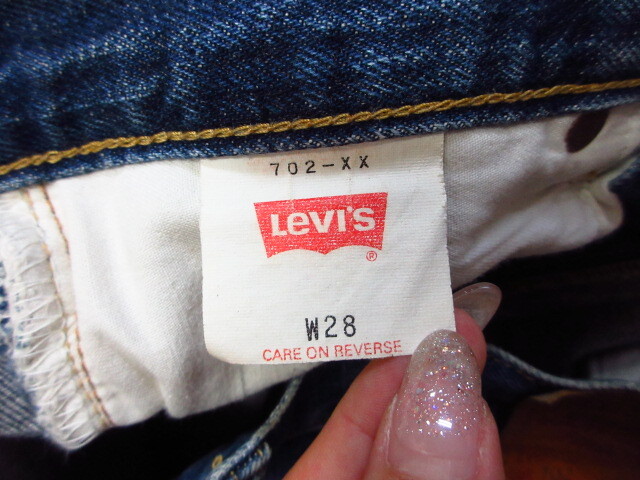 702-XX
LEVI'S
®
W28
CARE ON REVERSE